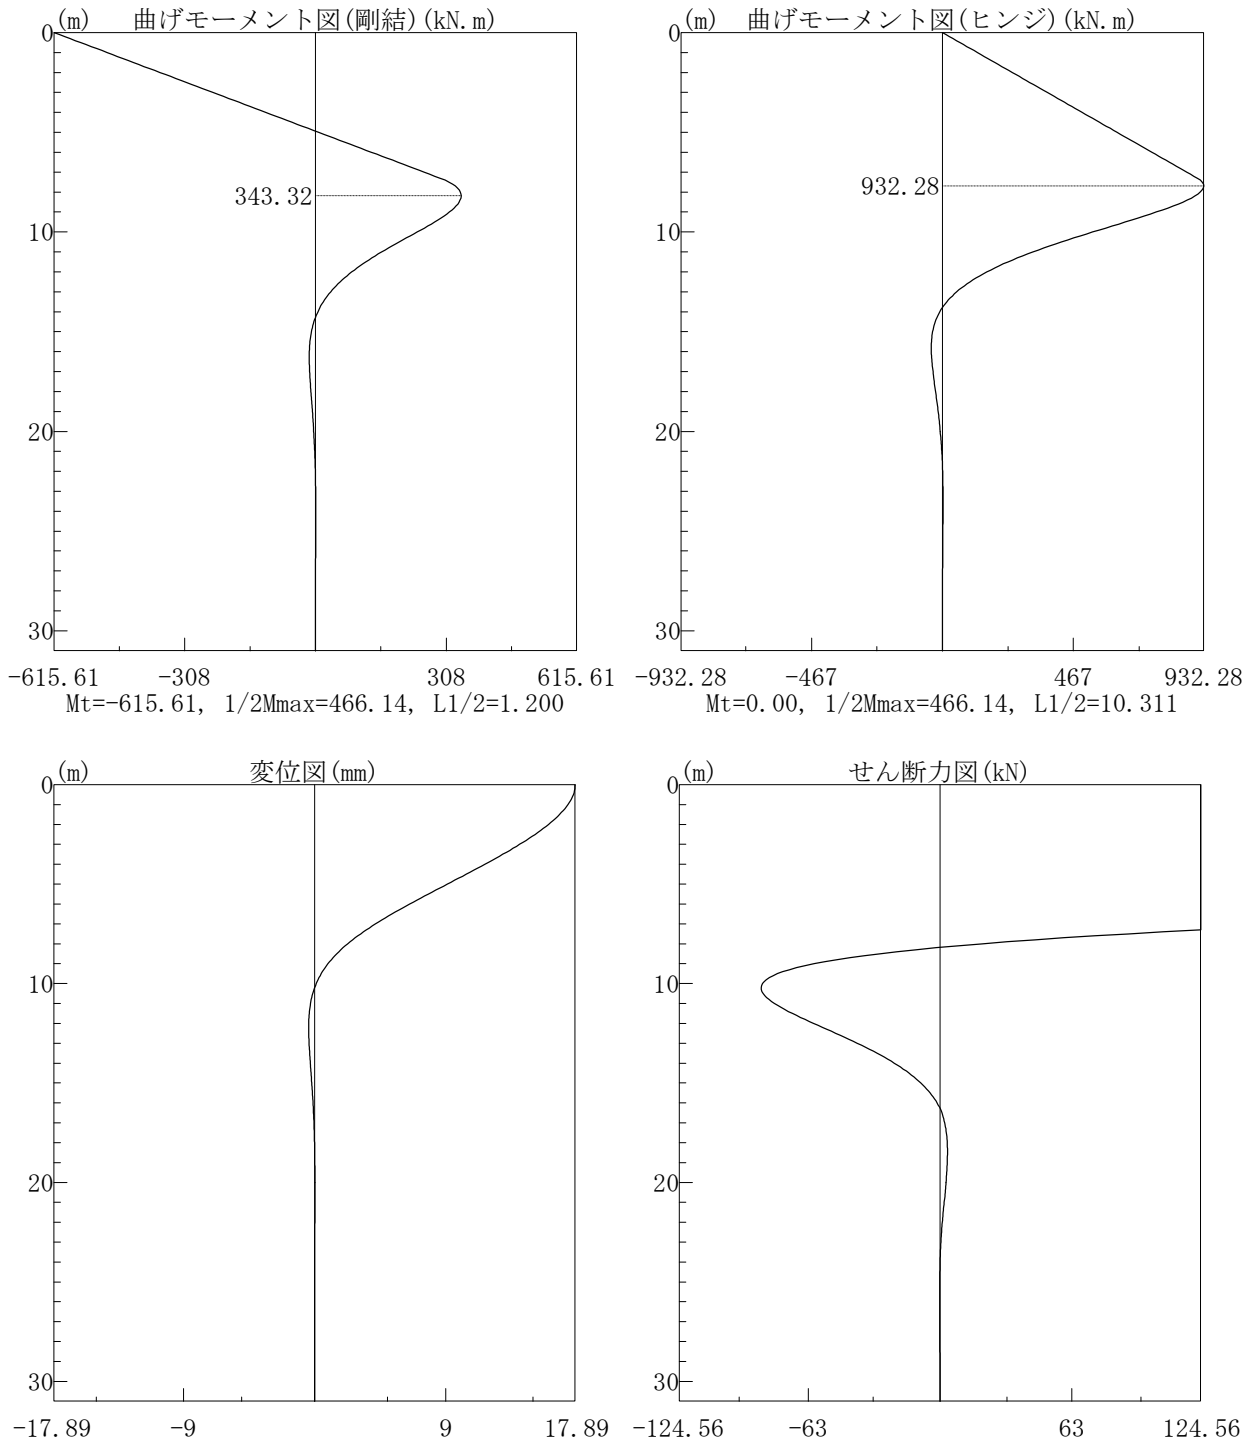 曲げモーメント図(剛結)(kN.m)
(m)
0
10
20
30
343.32
-615.61 -308 308 615.61
Mt=-615.61, 1/2Mmax=466.14, L1/2=1.200
曲げモーメント図(ヒンジ)(kN.m)
(m)
0
10
20
30
932.28
-932.28 -467 467 932.28
Mt=0.00, 1/2Mmax=466.14, L1/2=10.311
変位図(mm)
(m)
0
10
20
30
-17.89 -9 9 17.89
せん断力図(kN)
(m)
0
10
20
30
-124.56 -63 63 124.56